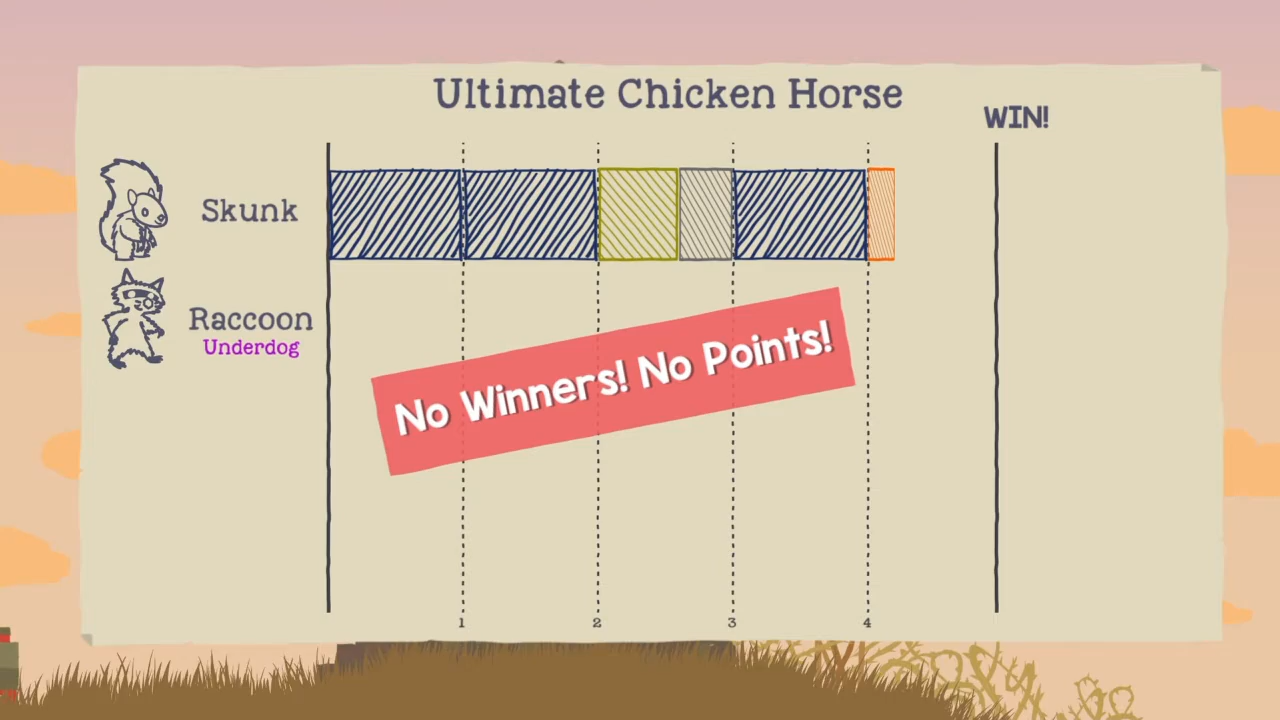 Ultimate Chicken Horse
WIN!
Skunk
Raccoon
Underdog
No Winners! No Points!
1 2 3 4